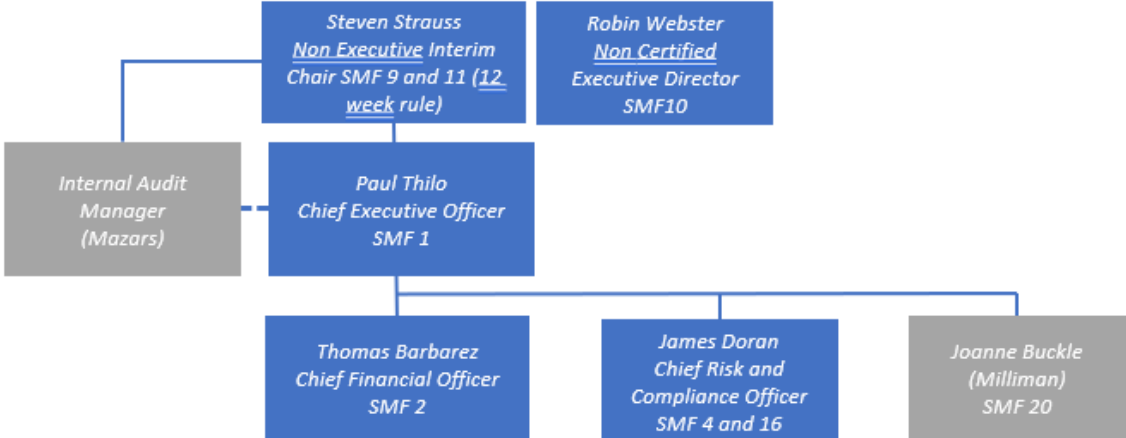 Steven Strauss
Non Executive Interim
Chair SMF 9 and 11 (12
week rule)
Robin Webster
Non Certified
Executive Director
SMF10
Internal Audit
Manager
(Mazars)
Paul Thilo
Chief Executive Officer
SMF 1
Thomas Barbarez
Chief Financial Officer
SMF 2
James Doran
Chief Risk and
Compliance Officer
SMF 4 and 16
Joanne Buckle
(Milliman)
SMF 20